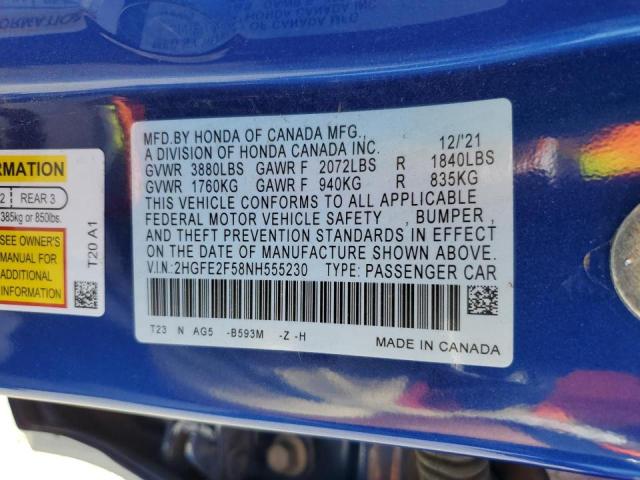 MFD.BY HONDA OF CANADA MFG., 12/'21
A DIVISION OF HONDA CANADA INC.
GVWR 3880LBS GAWR F 2072LBS R 1840LBS
GVWR 1760KG GAWR F 940KG R 835KG
THIS VEHICLE CONFORMS TO ALL APPLICABLE
FEDERAL MOTOR VEHICLE SAFETY , BUMPER ,
AND THEFT PREVENTION STANDARDS IN EFFECT
ON THE DATE OF MANUFACTURE SHOWN ABOVE.
V.I.N.:2HGFE2F58NH555230 TYPE: PASSENGER CAR
T23 N AG5 -B593M -Z -H
MADE IN CANADA
RMATION
2 REAR 3
385kg or 850lbs.
SEE OWNER'S
MANUAL FOR
ADDITIONAL
INFORMATION
T20 A1